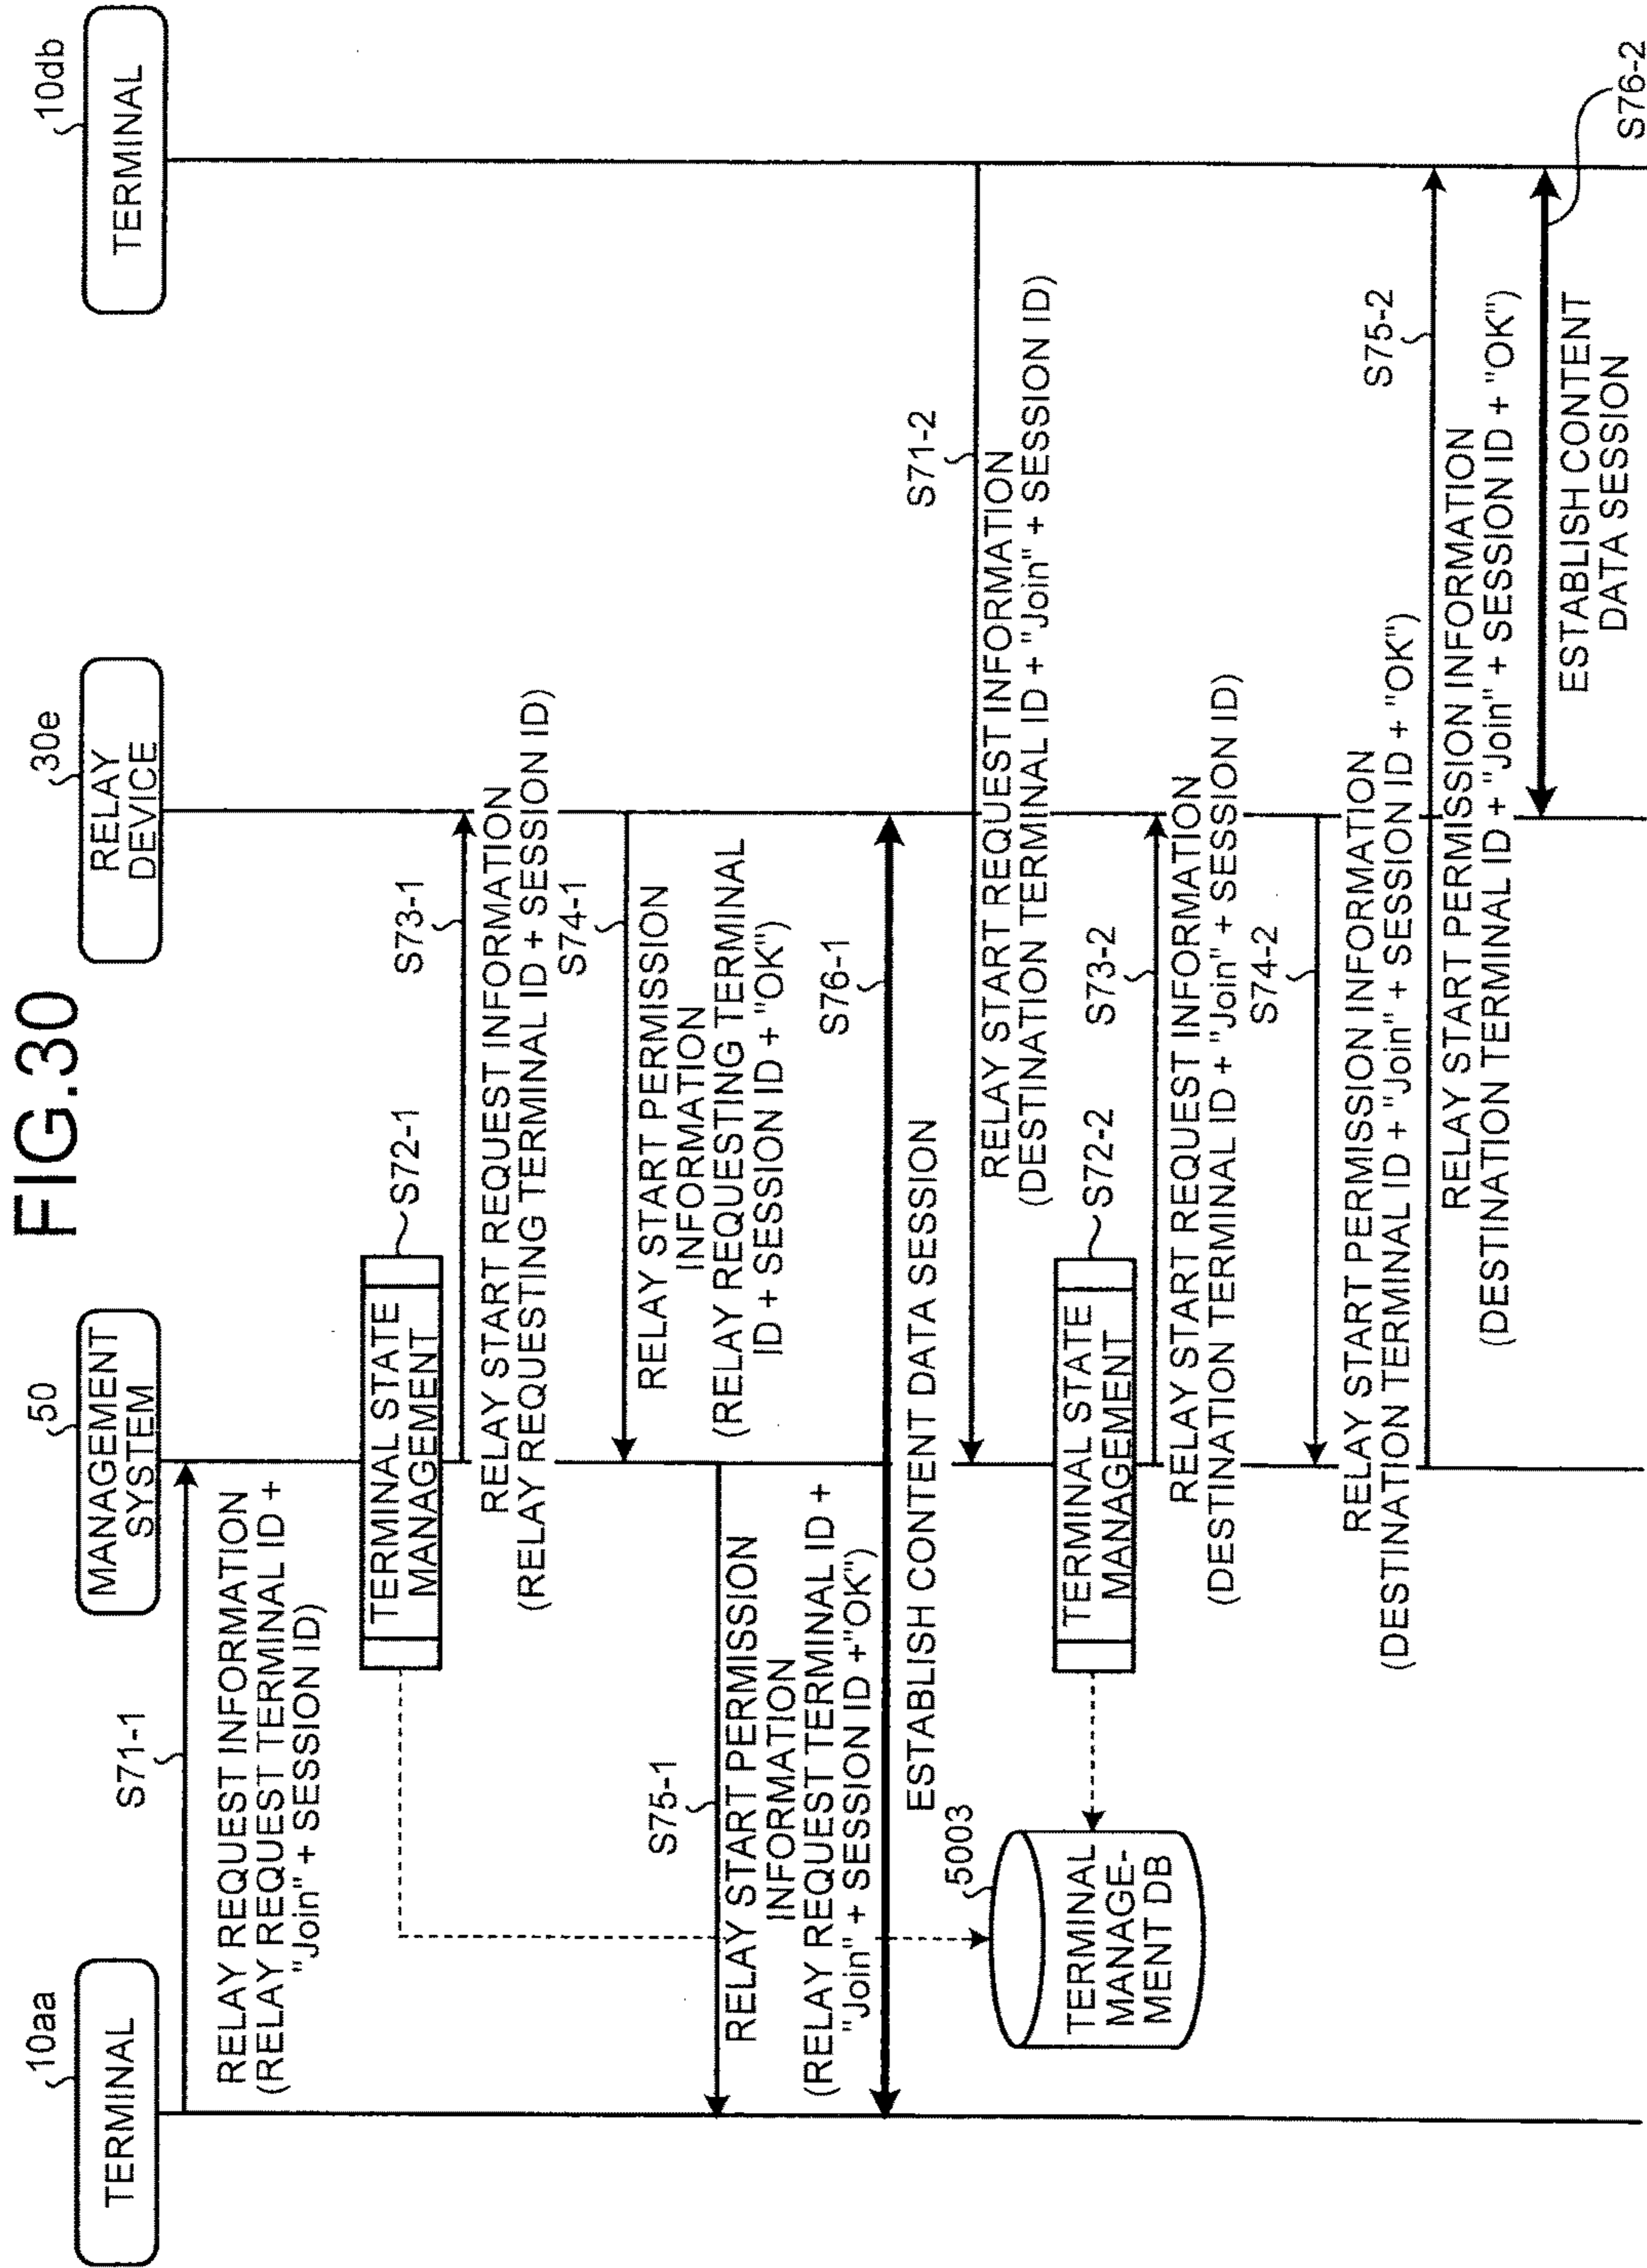 FIG.30
10aa
TERMINAL
50
MANAGEMENT
SYSTEM
30e
RELAY
DEVICE
10db
TERMINAL
S71-1
RELAY REQUEST INFORMATION
(RELAY REQUEST TERMINAL ID +
"Join" + SESSION ID)
S72-1
TERMINAL STATE
MANAGEMENT
S73-1
RELAY START REQUEST INFORMATION
(RELAY REQUESTING TERMINAL ID + SESSION ID)
S74-1
RELAY START PERMISSION
INFORMATION
(RELAY REQUESTING TERMINAL
ID + SESSION ID + "OK")
S75-1
RELAY START PERMISSION
INFORMATION
(RELAY REQUEST TERMINAL ID +
"Join" + SESSION ID +"OK")
S76-1
ESTABLISH CONTENT DATA SESSION
S71-2
RELAY START REQUEST INFORMATION
(DESTINATION TERMINAL ID + "Join" + SESSION ID)
5003
TERMINAL
MANAGE-
MENT DB
S72-2
TERMINAL STATE
MANAGEMENT
S73-2
RELAY START REQUEST INFORMATION
(DESTINATION TERMINAL ID + "Join" + SESSION ID)
S74-2
RELAY START PERMISSION INFORMATION
(DESTINATION TERMINAL ID + "Join" + SESSION ID + "OK")
S75-2
RELAY START PERMISSION INFORMATION
(DESTINATION TERMINAL ID + "Join" + SESSION ID + "OK")
ESTABLISH CONTENT
DATA SESSION
S76-2